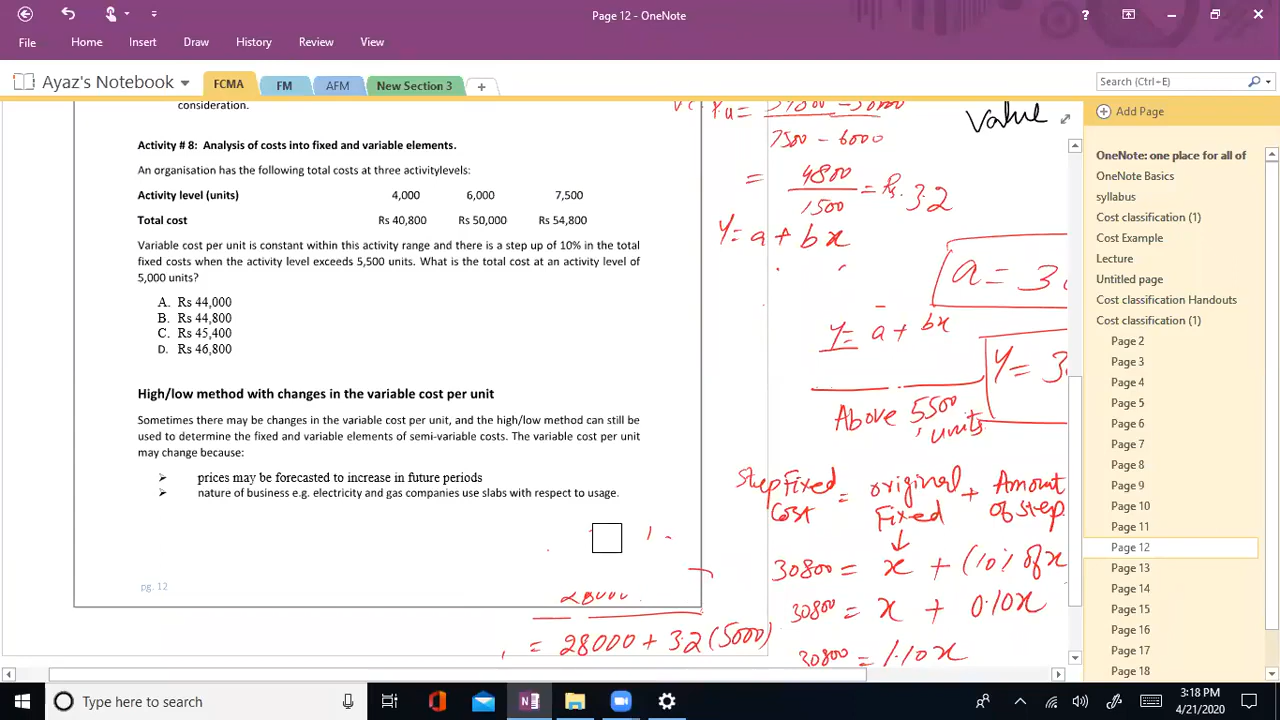 Page 12 - OneNote
?
File Home Insert Draw History Review View
Ayaz's Notebook FCMA FM AFM New Section 3 +
Search (Ctrl+E)
Add Page
OneNote: one place for all of
OneNote Basics
syllabus
Cost classification (1)
Cost Example
Lecture
Untitled page
Cost classification Handouts
Cost classification (1)
Page 2
Page 3
Page 4
Page 5
Page 6
Page 7
Page 8
Page 9
Page 10
Page 11
Page 12
Page 13
Page 14
Page 15
Page 16
Page 17
Page 18
consideration.
Activity # 8: Analysis of costs into fixed and variable elements.
An organisation has the following total costs at three activitylevels:
Activity level (units) 4,000 6,000 7,500
Total cost Rs 40,800 Rs 50,000 Rs 54,800
Variable cost per unit is constant within this activity range and there is a step up of 10% in the total
fixed costs when the activity level exceeds 5,500 units. What is the total cost at an activity level of
5,000 units?
A. Rs 44,000
B. Rs 44,800
C. Rs 45,400
D. Rs 46,800
High/low method with changes in the variable cost per unit
Sometimes there may be changes in the variable cost per unit, and the high/low method can still be
used to determine the fixed and variable elements of semi-variable costs. The variable cost per unit
may change because:
prices may be forecasted to increase in future periods
nature of business e.g. electricity and gas companies use slabs with respect to usage.
pg. 12
28000
= 28000 + 3.2 (5000)
Value
7500 - 6000
= 4800
1500
= Rs. 3.2
Y = a + bx
a = 3
Y = a + bx
Y = 3
Above 5500
units
Step Fixed Cost = original Fixed + Amount of step
30800 = x + (10% of x
30800 = x + 0.10x
30800 = 1.10x
Type here to search
3:18 PM
4/21/2020